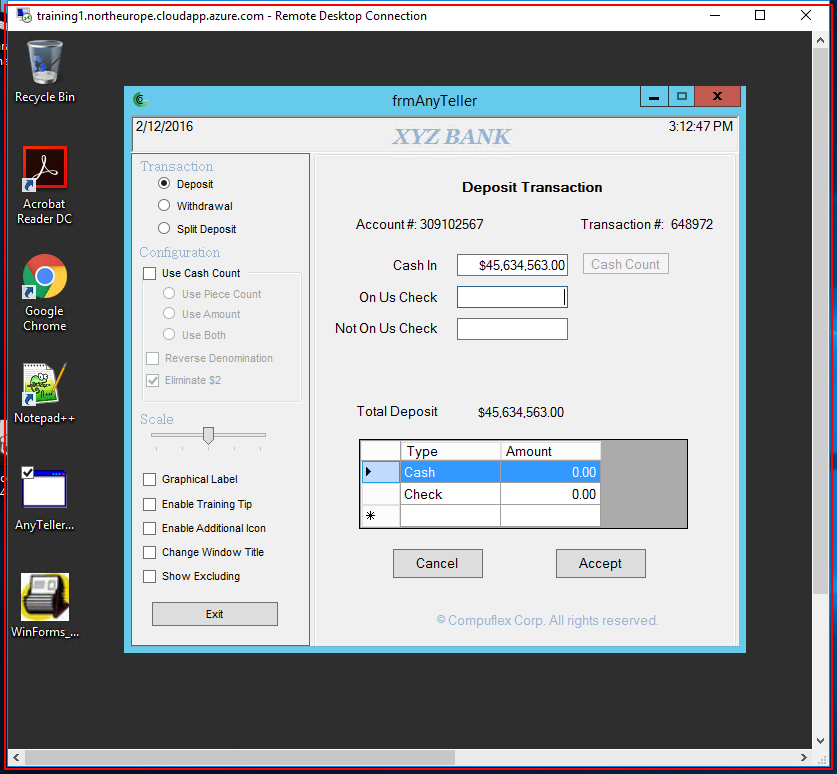 training1.northeurope.cloudapp.azure.com - Remote Desktop Connection
Recycle Bin
Acrobat
Reader DC
Google
Chrome
Notepad++
AnyTeller...
WinForms_...
frmAnyTeller
2/12/2016
XYZ BANK
3:12:47 PM
Transaction
Deposit
Withdrawal
Split Deposit
Configuration
Use Cash Count
Use Piece Count
Use Amount
Use Both
Reverse Denomination
Eliminate $2
Scale
Graphical Label
Enable Training Tip
Enable Additional Icon
Change Window Title
Show Excluding
Exit
Deposit Transaction
Account #: 309102567 Transaction #: 648972
Cash In $45,634,563.00 Cash Count
On Us Check
Not On Us Check
Total Deposit $45,634,563.00
Type Amount
Cash 0.00
Check 0.00
Cancel Accept
© Compuflex Corp. All rights reserved.